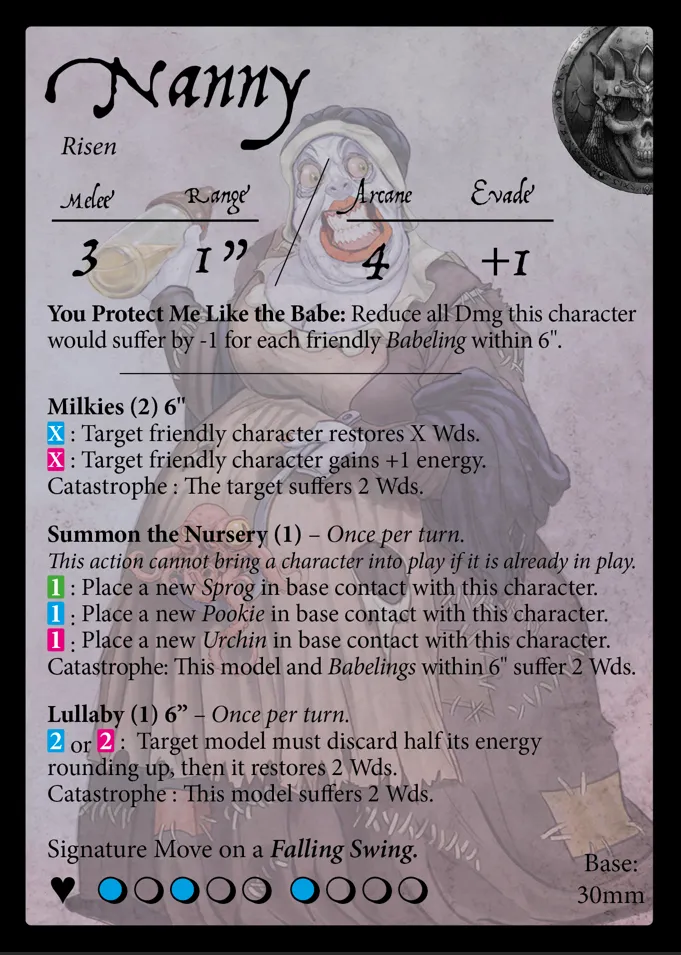 Nanny
Risen
Melee Range / Arcane Evade
3 1” 4 +1
You Protect Me Like the Babe: Reduce all Dmg this character
would suffer by -1 for each friendly Babeling within 6".
Milkies (2) 6"
X : Target friendly character restores X Wds.
X : Target friendly character gains +1 energy.
Catastrophe : The target suffers 2 Wds.
Summon the Nursery (1) – Once per turn.
This action cannot bring a character into play if it is already in play.
1 : Place a new Sprog in base contact with this character.
1 : Place a new Pookie in base contact with this character.
1 : Place a new Urchin in base contact with this character.
Catastrophe: This model and Babelings within 6" suffer 2 Wds.
Lullaby (1) 6” – Once per turn.
2 or 2 : Target model must discard half its energy
rounding up, then it restores 2 Wds.
Catastrophe : This model suffers 2 Wds.
Signature Move on a Falling Swing.
Base:
30mm